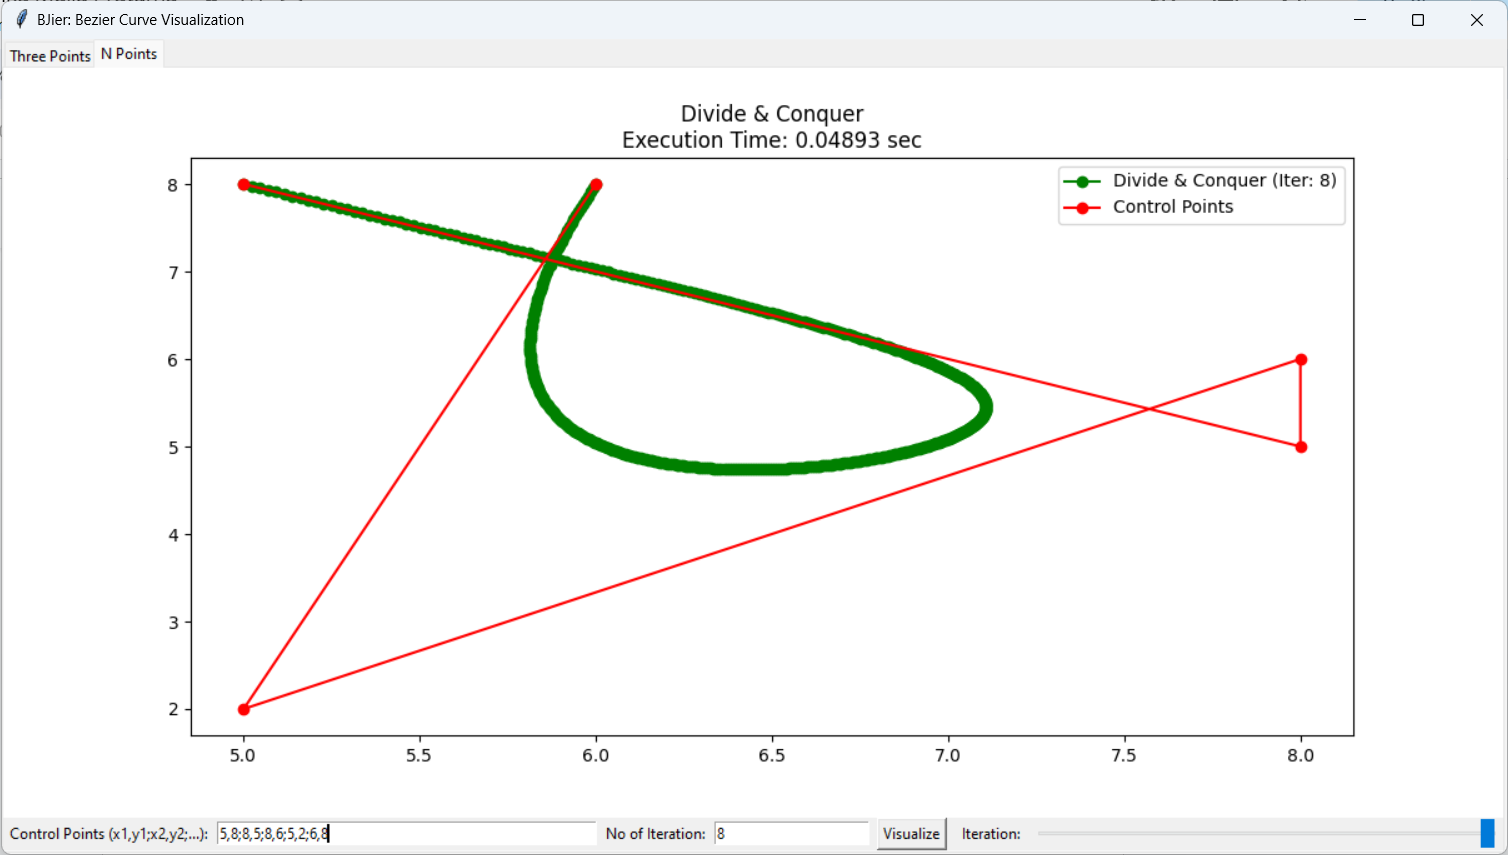 BJier: Bezier Curve Visualization
Three Points N Points
Divide & Conquer
Execution Time: 0.04893 sec
Divide & Conquer (Iter: 8)
Control Points
8
7
6
5
4
3
2
5.0 5.5 6.0 6.5 7.0 7.5 8.0
Control Points (x1,y1;x2,y2;...): 5,8;8,5;8,6;5,2;6,8 No of Iteration: 8 Visualize Iteration: